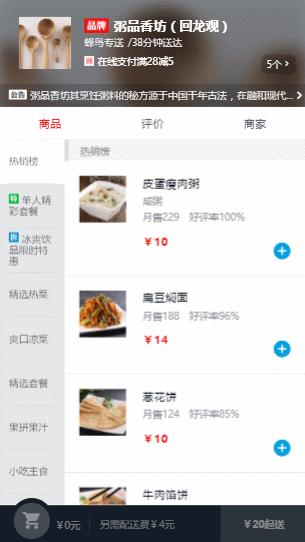 品牌 粥品香坊（回龙观）
蜂鸟专送 /38分钟送达
减 在线支付满28减5
5个 >
公告 粥品香坊其烹饪粥料的秘方源于中国千年古法，在融和现代...
商品
评价
商家
热销榜
特 单人精彩套餐
折 冰爽饮品限时特惠
精选热菜
爽口凉菜
精选套餐
果拼果汁
小吃主食
热销榜
皮蛋瘦肉粥
咸粥
月售229 好评率100%
￥10
扁豆焖面
月售188 好评率96%
￥14
葱花饼
月售124 好评率85%
￥10
牛肉馅饼
￥0元
另需配送费￥4元
￥20起送